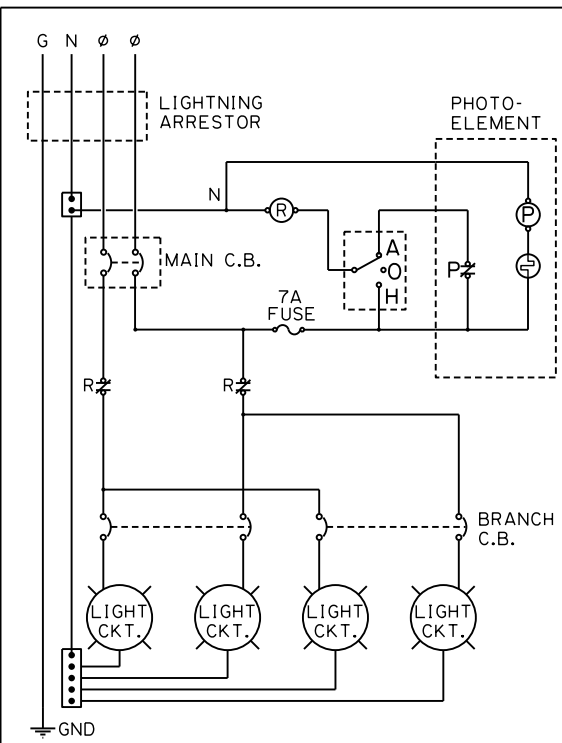 G N Ø Ø
LIGHTNING
ARRESTOR
PHOTO-
ELEMENT
N
R
P
A
O
H
P
MAIN C.B.
7A
FUSE
R
R
BRANCH
C.B.
LIGHT
CKT.
LIGHT
CKT.
LIGHT
CKT.
LIGHT
CKT.
GND